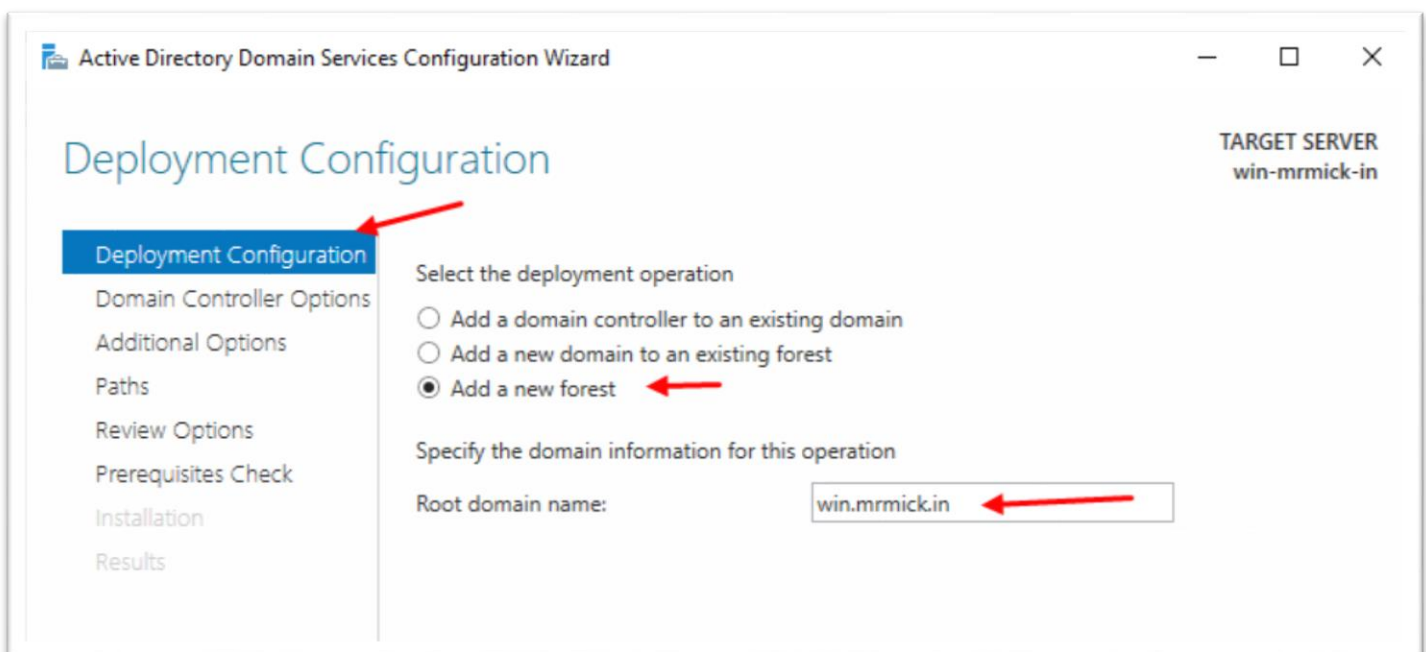 Active Directory Domain Services Configuration Wizard
Deployment Configuration
TARGET SERVER
win-mrmick-in
Deployment Configuration
Domain Controller Options
Additional Options
Paths
Review Options
Prerequisites Check
Installation
Results
Select the deployment operation
Add a domain controller to an existing domain
Add a new domain to an existing forest
Add a new forest
Specify the domain information for this operation
Root domain name:
win.mrmick.in